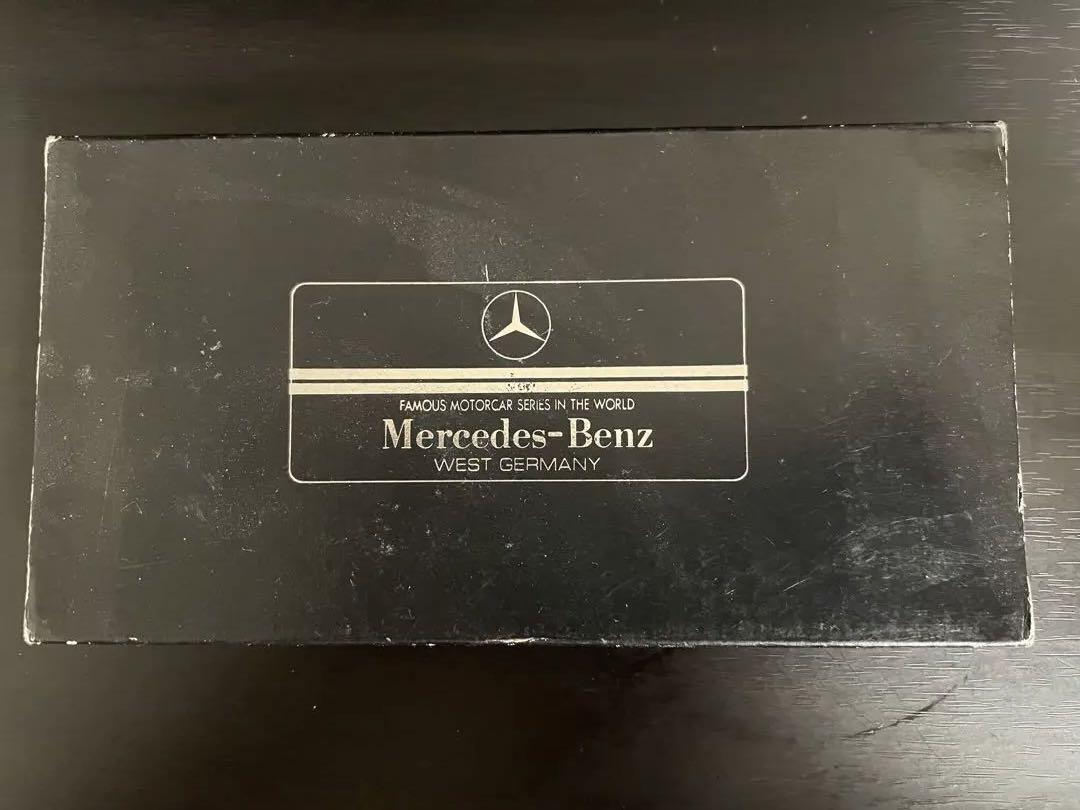 FAMOUS MOTORCAR SERIES IN THE WORLD
Mercedes-Benz
WEST GERMANY